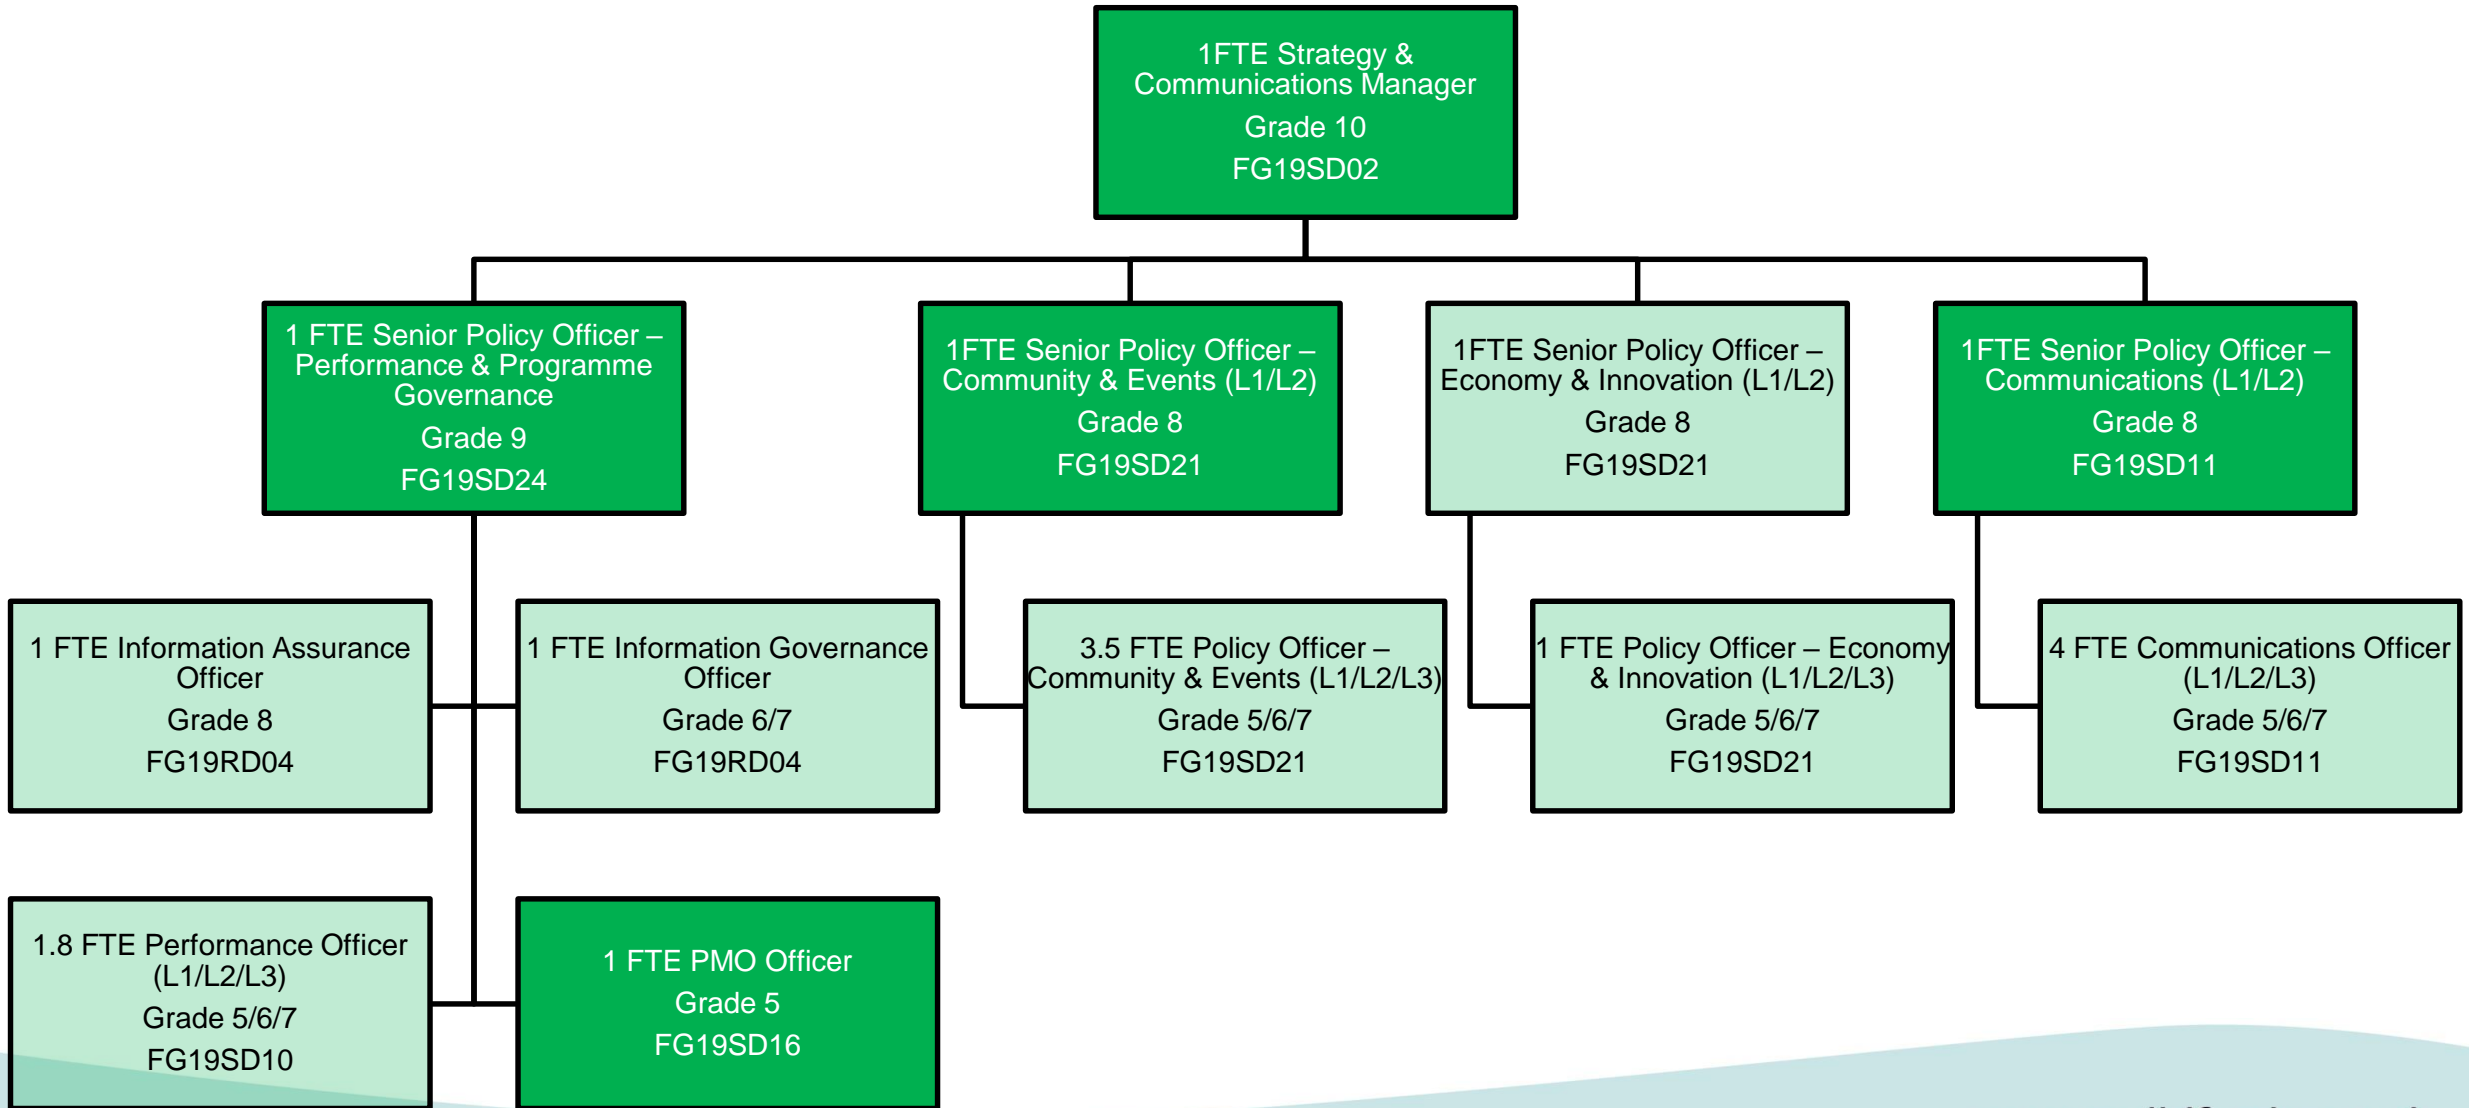 1FTE Strategy &
Communications Manager
Grade 10
FG19SD02
1 FTE Senior Policy Officer –
Performance & Programme
Governance
Grade 9
FG19SD24
1FTE Senior Policy Officer –
Community & Events (L1/L2)
Grade 8
FG19SD21
1FTE Senior Policy Officer –
Economy & Innovation (L1/L2)
Grade 8
FG19SD21
1FTE Senior Policy Officer –
Communications (L1/L2)
Grade 8
FG19SD11
1 FTE Information Assurance
Officer
Grade 8
FG19RD04
1 FTE Information Governance
Officer
Grade 6/7
FG19RD04
3.5 FTE Policy Officer –
Community & Events (L1/L2/L3)
Grade 5/6/7
FG19SD21
1 FTE Policy Officer – Economy
& Innovation (L1/L2/L3)
Grade 5/6/7
FG19SD21
4 FTE Communications Officer
(L1/L2/L3)
Grade 5/6/7
FG19SD11
1.8 FTE Performance Officer
(L1/L2/L3)
Grade 5/6/7
FG19SD10
1 FTE PMO Officer
Grade 5
FG19SD16